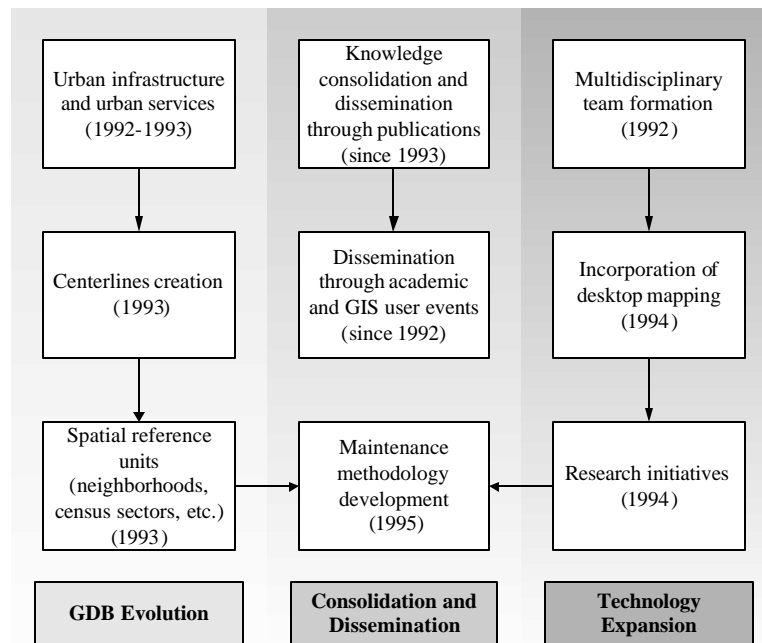 Urban infrastructure
and urban services
(1992-1993)
Knowledge
consolidation and
dissemination
through publications
(since 1993)
Multidisciplinary
team formation
(1992)
Centerlines creation
(1993)
Dissemination
through academic
and GIS user events
(since 1992)
Incorporation of
desktop mapping
(1994)
Spatial reference
units
(neighborhoods,
census sectors, etc.)
(1993)
Maintenance
methodology
development
(1995)
Research initiatives
(1994)
GDB Evolution
Consolidation and
Dissemination
Technology
Expansion